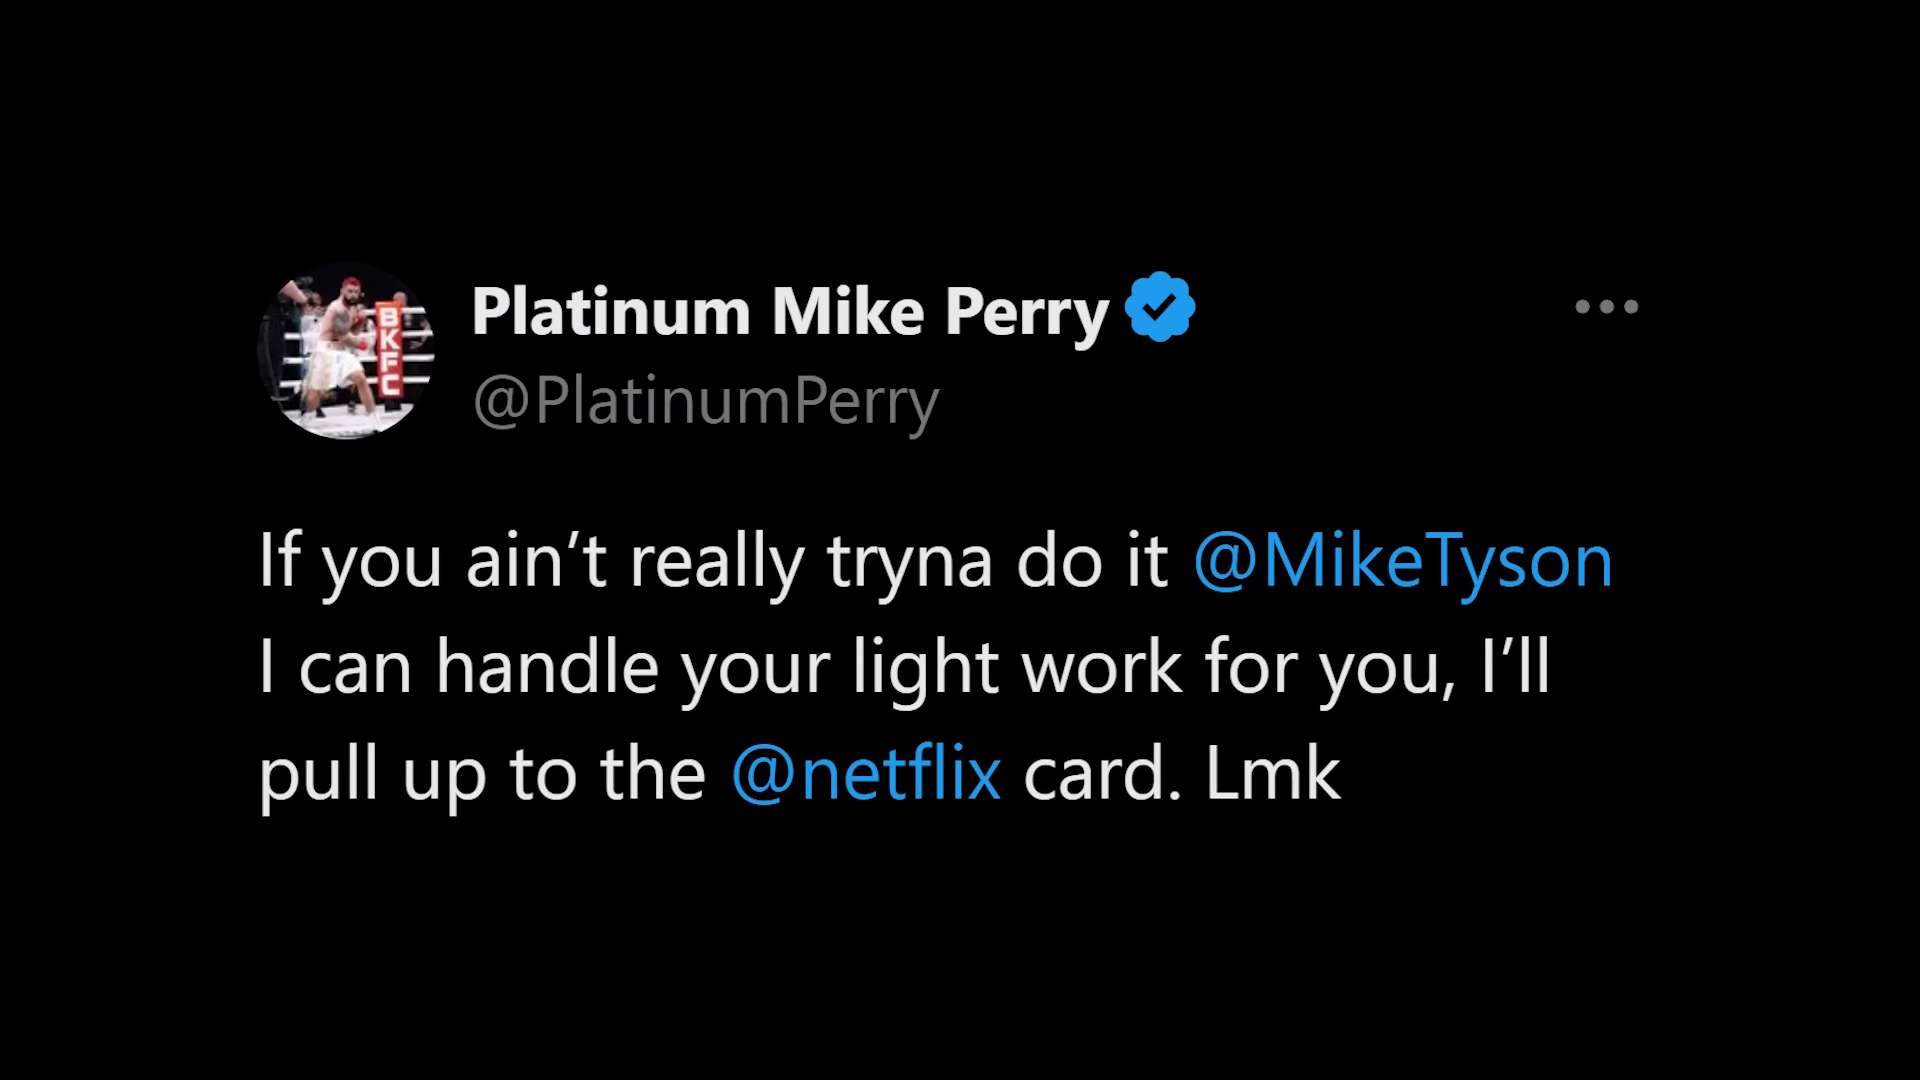 Platinum Mike Perry
@PlatinumPerry
If you ain’t really tryna do it @MikeTyson
I can handle your light work for you, I’ll
pull up to the @netflix card. Lmk
BKFC